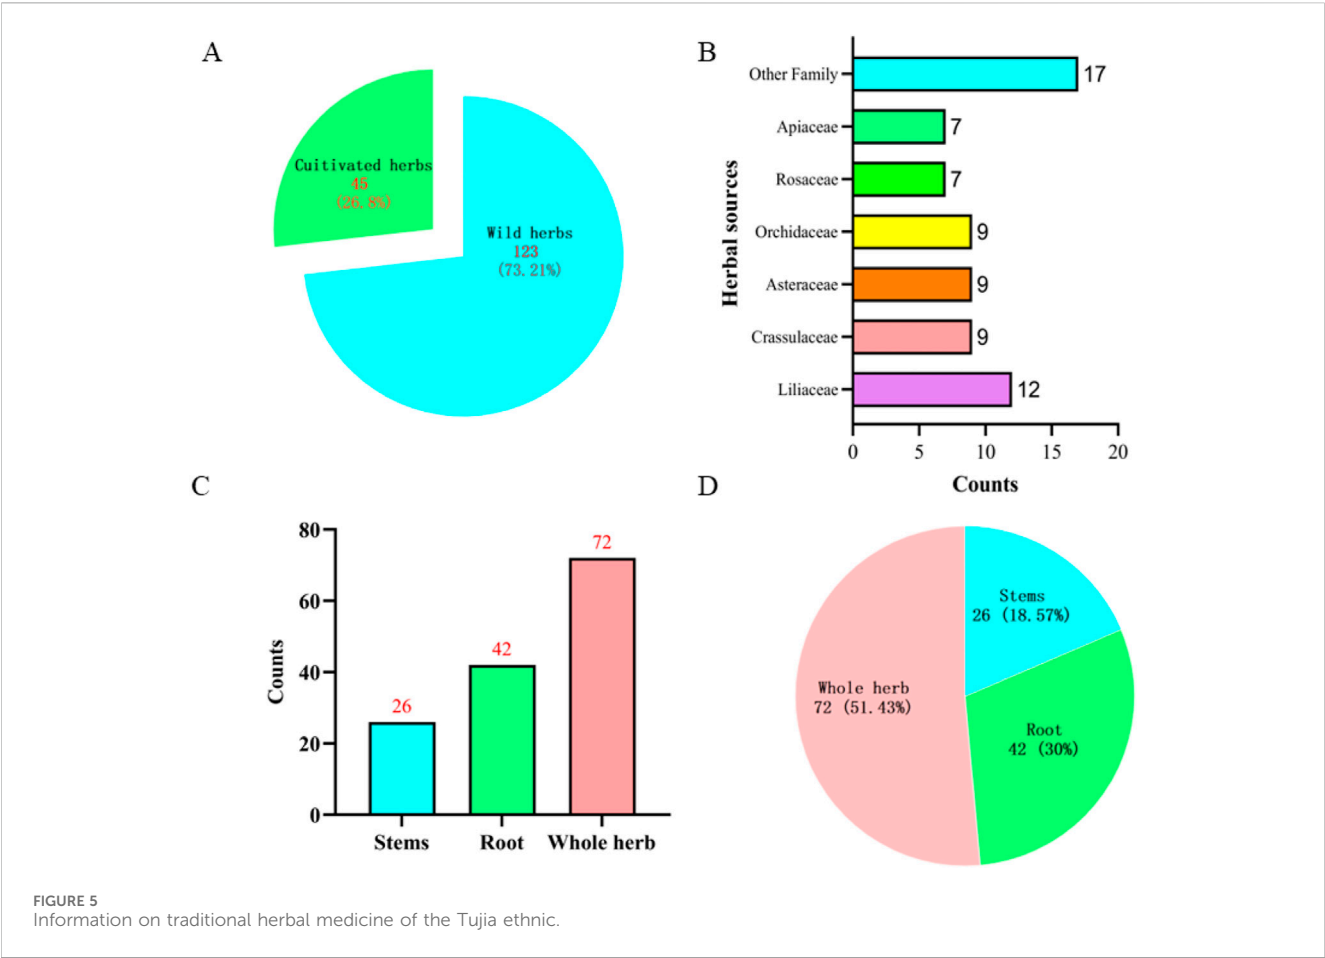 A
Cuitivated herbs
45
(26.8%)
Wild herbs
123
(73.21%)
B
Herbal sources
Other Family
17
Apiaceae
7
Rosaceae
7
Orchidaceae
9
Asteraceae
9
Crassulaceae
9
Liliaceae
12
0 5 10 15 20
Counts
C
Counts
80
60
40
20
0
26
42
72
Stems Root Whole herb
D
Stems
26 (18.57%)
Root
42 (30%)
Whole herb
72 (51.43%)
FIGURE 5
Information on traditional herbal medicine of the Tujia ethnic.